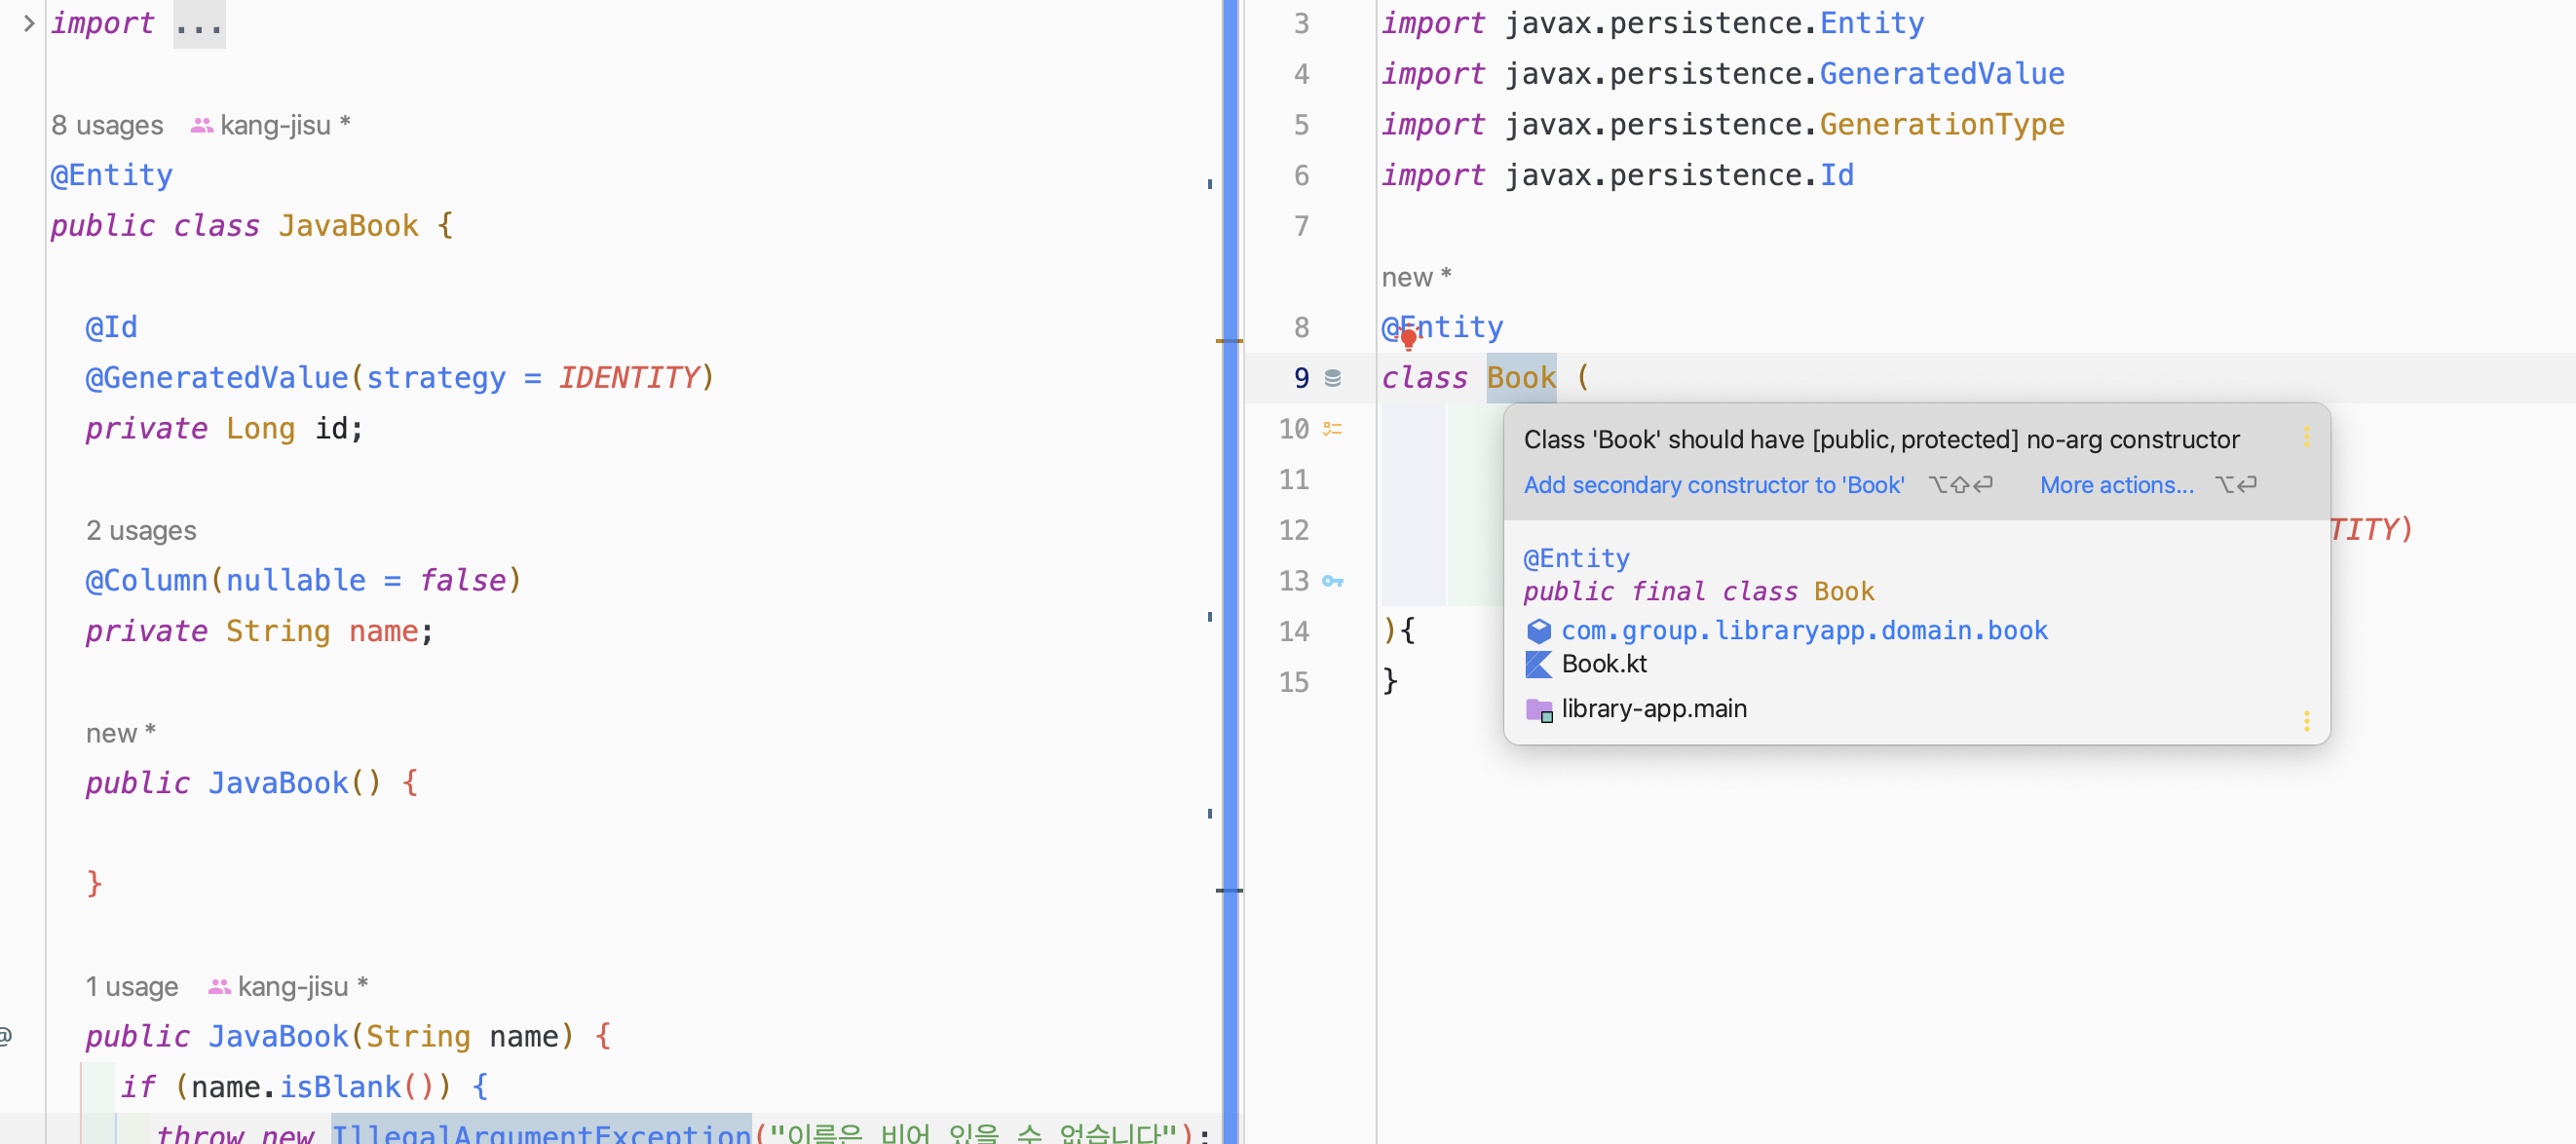 import ...
8 usages kang-jisu *
@Entity
public class JavaBook {
@Id
@GeneratedValue(strategy = IDENTITY)
private Long id;
2 usages
@Column(nullable = false)
private String name;
new *
public JavaBook() {
}
1 usage kang-jisu *
@ public JavaBook(String name) {
if (name.isBlank()) {
throw new IllegalArgumentException("이름은 비어 있을 수 없습니다");
3 import javax.persistence.Entity
4 import javax.persistence.GeneratedValue
5 import javax.persistence.GenerationType
6 import javax.persistence.Id
7
new *
8 @Entity
9 class Book (
10
11
12 TITY)
13
14 ){
15 }
Class 'Book' should have [public, protected] no-arg constructor
Add secondary constructor to 'Book' ⌥⇧⏎ More actions... ⌥⏎
@Entity
public final class Book
com.group.libraryapp.domain.book
Book.kt
library-app.main